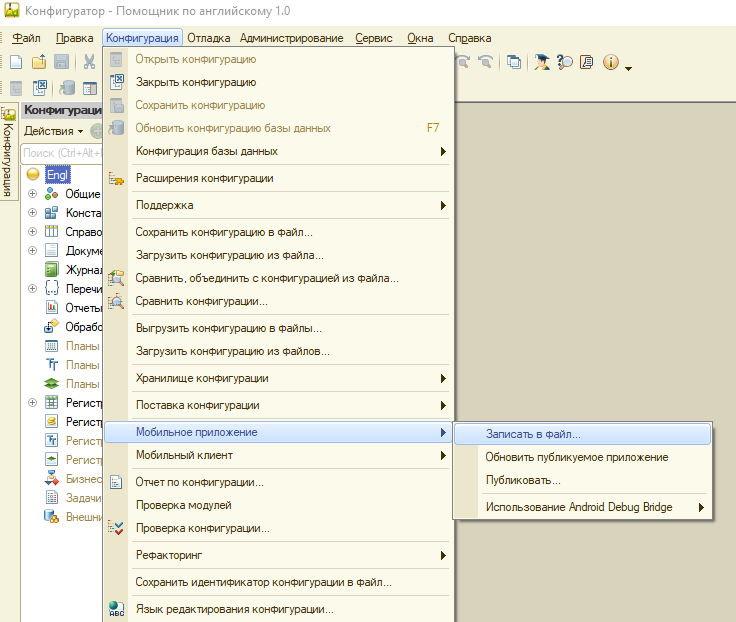 Конфигуратор - Помощник по английскому 1.0
Файл Правка Конфигурация Отладка Администрирование Сервис Окна Справка
Конфигурация
Конфигураци
Действия
Поиск (Ctrl+Alt+
Engl
Общие
Конста
Справо
Докуме
Журнал
Перечи
Отчеты
Обрабо
Планы
Планы
Планы
Регистр
Регистр
Регистр
Регистр
Бизнес
Задачи
Внешни
Открыть конфигурацию
Закрыть конфигурацию
Сохранить конфигурацию
Обновить конфигурацию базы данных F7
Конфигурация базы данных
Расширения конфигурации
Поддержка
Сохранить конфигурацию в файл...
Загрузить конфигурацию из файла...
Сравнить, объединить с конфигурацией из файла...
Сравнить конфигурации...
Выгрузить конфигурацию в файлы...
Загрузить конфигурацию из файлов...
Хранилище конфигурации
Поставка конфигурации
Мобильное приложение
Мобильный клиент
Отчет по конфигурации...
Проверка модулей
Проверка конфигурации...
Рефакторинг
Сохранить идентификатор конфигурации в файл...
Язык редактирования конфигурации...
Записать в файл...
Обновить публикуемое приложение
Публиковать...
Использование Android Debug Bridge